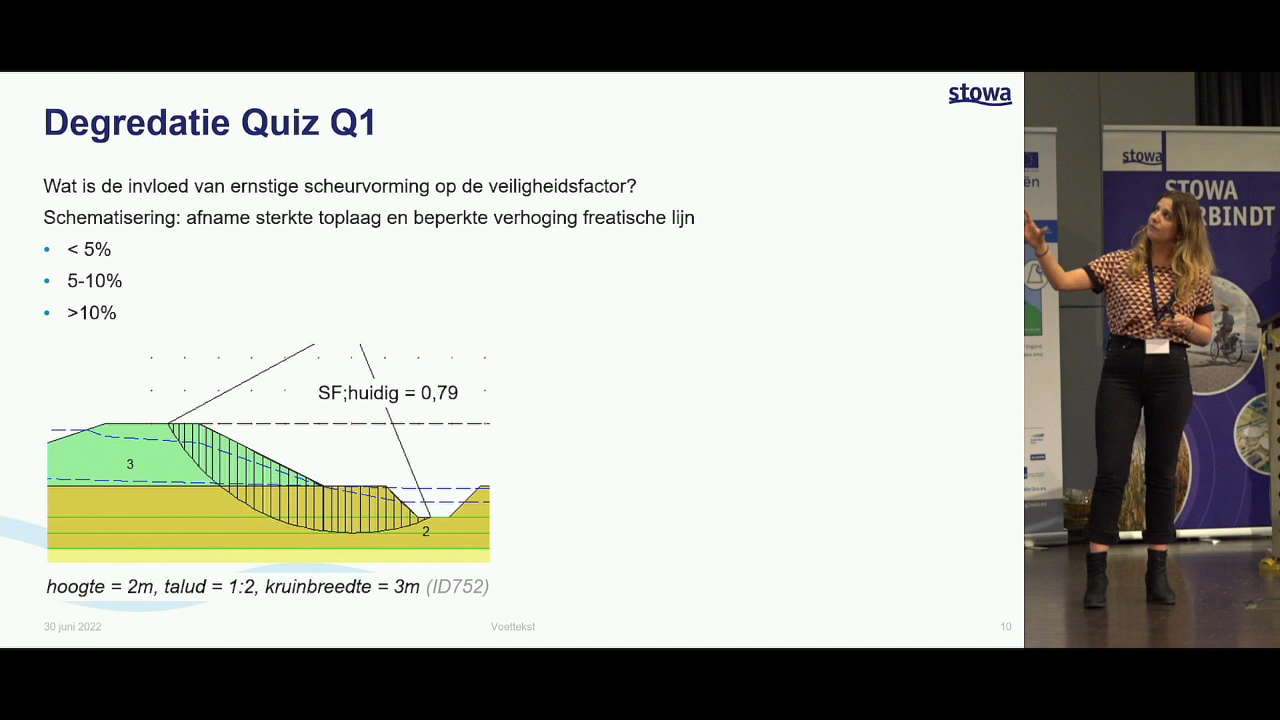 stowa
Degredatie Quiz Q1
Wat is de invloed van ernstige scheurvorming op de veiligheidsfactor?
Schematisering: afname sterkte toplaag en beperkte verhoging freatische lijn
• < 5%
• 5-10%
• >10%
SF;huidig = 0,79
3
2
hoogte = 2m, talud = 1:2, kruinbreedte = 3m (ID752)
30 juni 2022
Voettekst
10
stowa
STOWA
RBINDT
ën